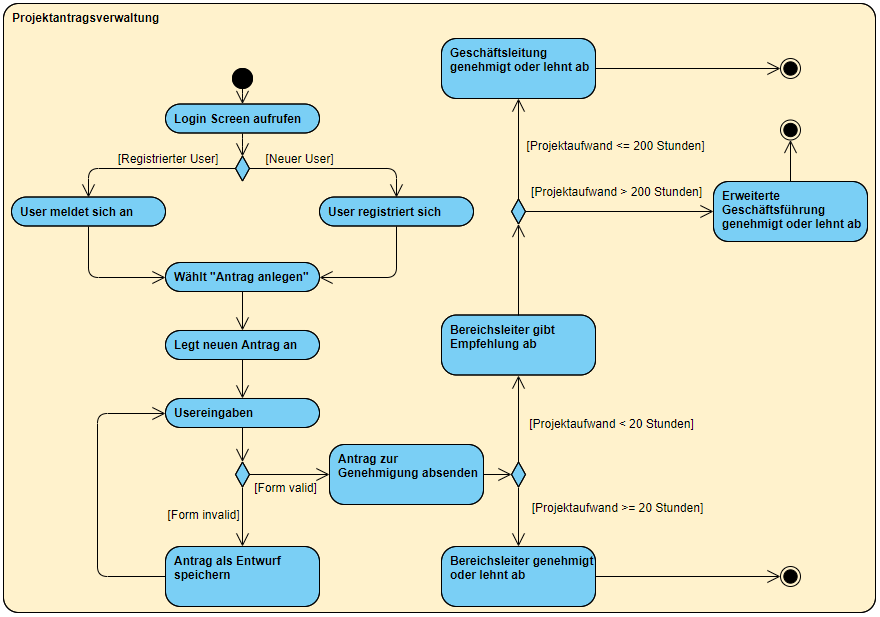 Projektantragsverwaltung
Login Screen aufrufen
[Registrierter User]
[Neuer User]
User meldet sich an
User registriert sich
Wählt "Antrag anlegen"
Legt neuen Antrag an
Usereingaben
[Form valid]
[Form invalid]
Antrag als Entwurf
speichern
Antrag zur
Genehmigung absenden
[Projektaufwand < 20 Stunden]
[Projektaufwand >= 20 Stunden]
Bereichsleiter genehmigt
oder lehnt ab
Bereichsleiter gibt
Empfehlung ab
[Projektaufwand <= 200 Stunden]
[Projektaufwand > 200 Stunden]
Geschäftsleitung
genehmigt oder lehnt ab
Erweiterte
Geschäftsführung
genehmigt oder lehnt ab